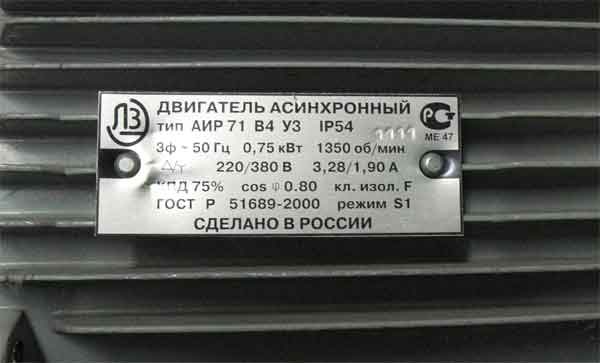 ЛЗ
ДВИГАТЕЛЬ АСИНХРОННЫЙ
тип АИР 71 В4 У3 IP54
1111
РС
МЕ 47
3ф ~ 50 Гц 0,75 кВт 1350 об/мин
220/380 В 3,28/1,90 А
КПД 75% cos φ 0.80 кл. изол. F
ГОСТ Р 51689-2000 режим S1
СДЕЛАНО В РОССИИ